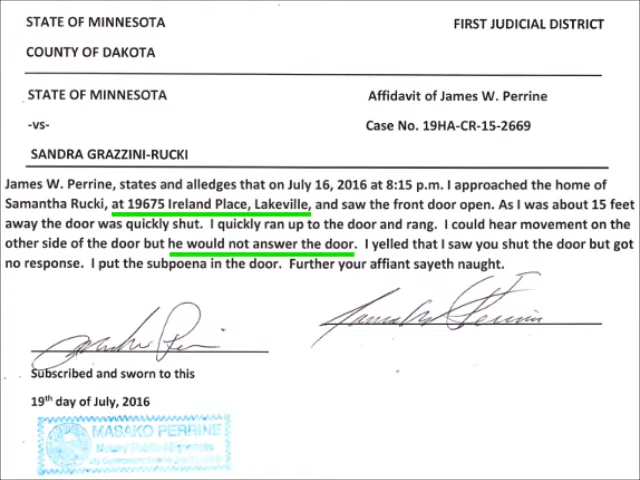 STATE OF MINNESOTA
FIRST JUDICIAL DISTRICT
COUNTY OF DAKOTA
STATE OF MINNESOTA
Affidavit of James W. Perrine
-vs-
Case No. 19HA-CR-15-2669
SANDRA GRAZZINI-RUCKI
James W. Perrine, states and alledges that on July 16, 2016 at 8:15 p.m. I approached the home of
Samantha Rucki, at 19675 Ireland Place, Lakeville, and saw the front door open. As I was about 15 feet
away the door was quickly shut. I quickly ran up to the door and rang. I could hear movement on the
other side of the door but he would not answer the door. I yelled that I saw you shut the door but got
no response. I put the subpoena in the door. Further your affiant sayeth naught.
Subscribed and sworn to this
19th day of July, 2016
MASAKO PERRINE
Notary Public